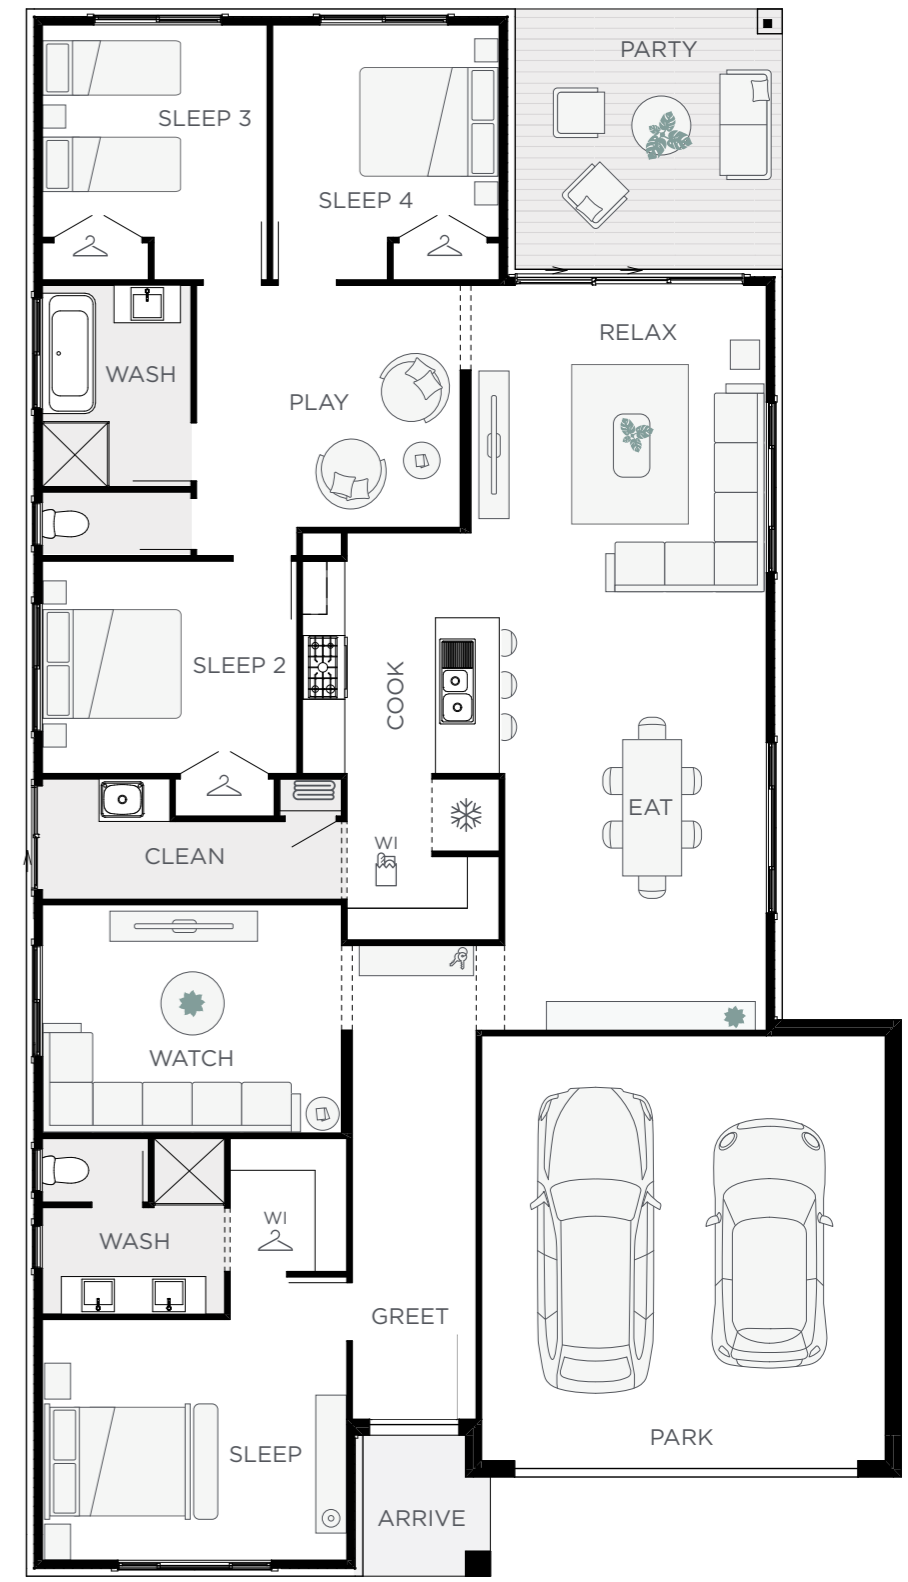 PARTY
SLEEP 3
SLEEP 4
RELAX
WASH
PLAY
SLEEP 2
COOK
EAT
WI
CLEAN
WATCH
WI
WASH
GREET
PARK
SLEEP
ARRIVE